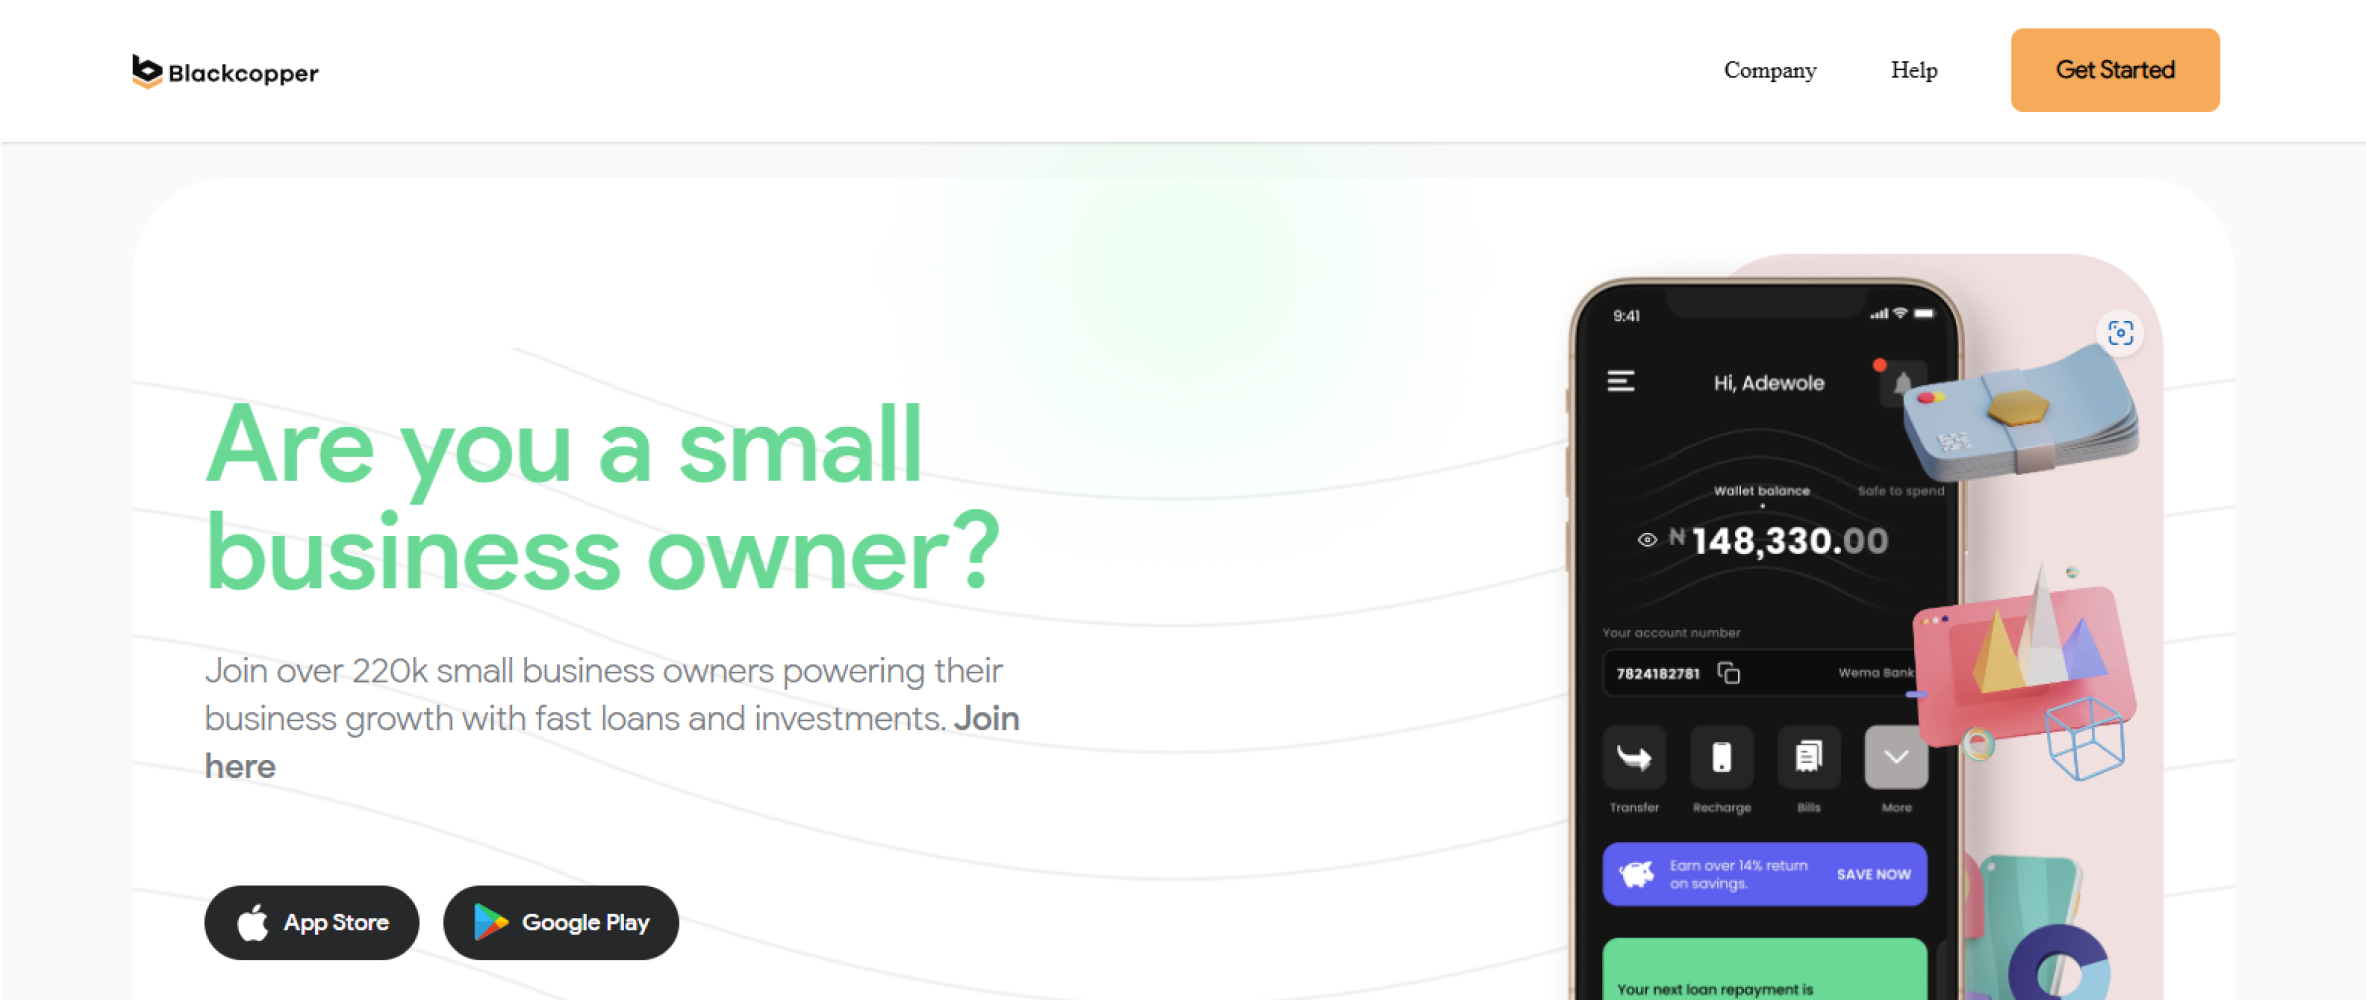 Blackcopper
Company
Help
Get Started
Are you a small
business owner?
Join over 220k small business owners powering their
business growth with fast loans and investments. Join
here
App Store
Google Play
9:41
Hi, Adewole
Wallet balance
Safe to spend
₦148,330.00
Your account number
7824182781
Wema Bank
Transfer
Recharge
Bills
More
Earn over 14% return
on savings.
SAVE NOW
Your next loan repayment is